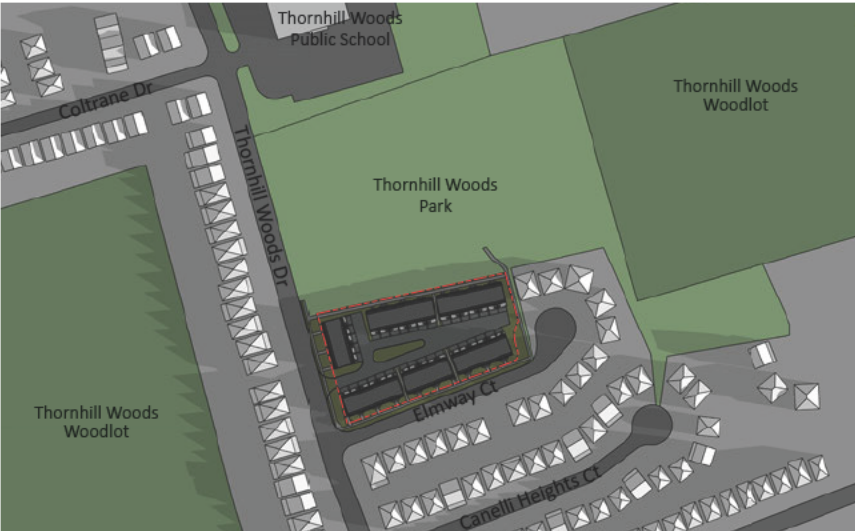 Thornhill Woods
Public School
Coltrane Dr
Thornhill Woods
Woodlot
Thornhill Woods Dr
Thornhill Woods
Park
Thornhill Woods
Woodlot
Elmway Ct
Canelli Heights Ct